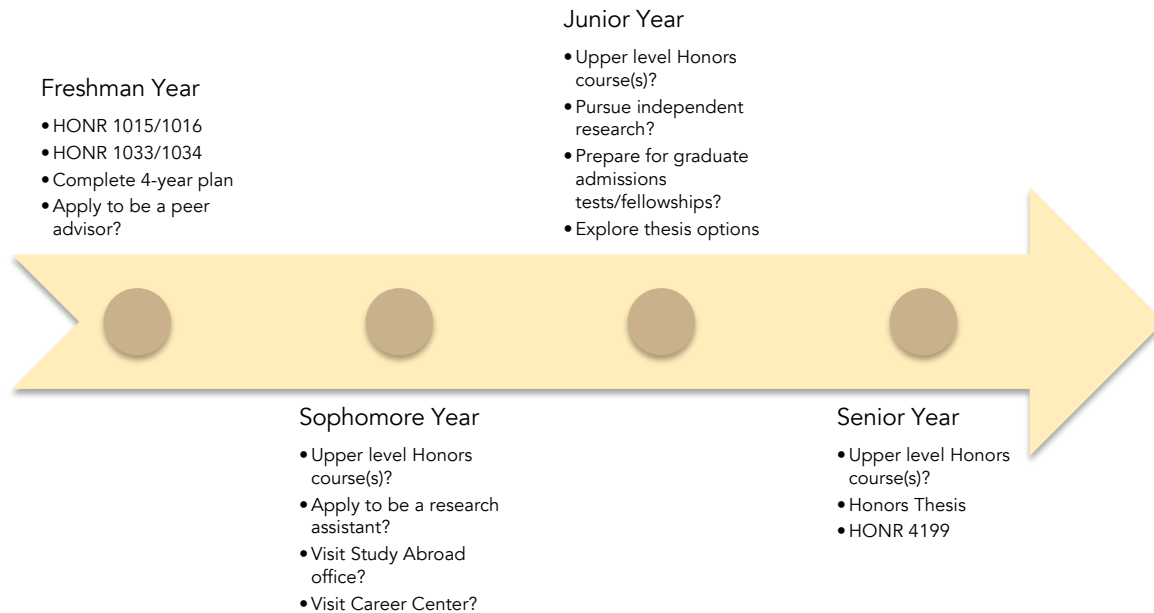 Freshman Year
•HONR 1015/1016
•HONR 1033/1034
•Complete 4-year plan
•Apply to be a peer
advisor?
Sophomore Year
•Upper level Honors
course(s)?
•Apply to be a research
assistant?
•Visit Study Abroad
office?
•Visit Career Center?
Junior Year
•Upper level Honors
course(s)?
•Pursue independent
research?
•Prepare for graduate
admissions
tests/fellowships?
•Explore thesis options
Senior Year
•Upper level Honors
course(s)?
•Honors Thesis
•HONR 4199